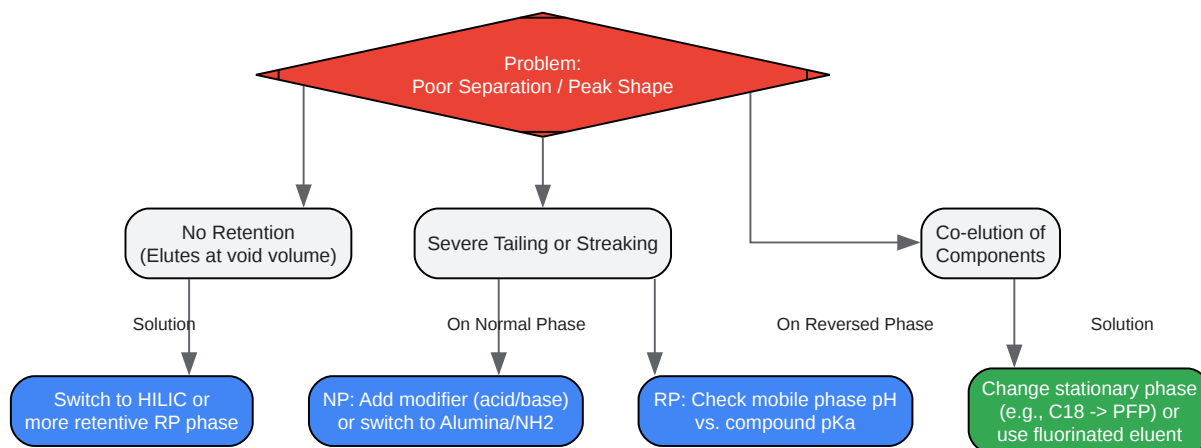 Problem:
Poor Separation / Peak Shape
No Retention
(Elutes at void volume)
Severe Tailing or Streaking
Co-elution of
Components
Solution
On Normal Phase
On Reversed Phase
Solution
Switch to HILIC or
more retentive RP phase
NP: Add modifier (acid/base)
or switch to Alumina/NH2
RP: Check mobile phase pH
vs. compound pKa
Change stationary phase
(e.g., C18 -> PFP) or
use fluorinated eluent